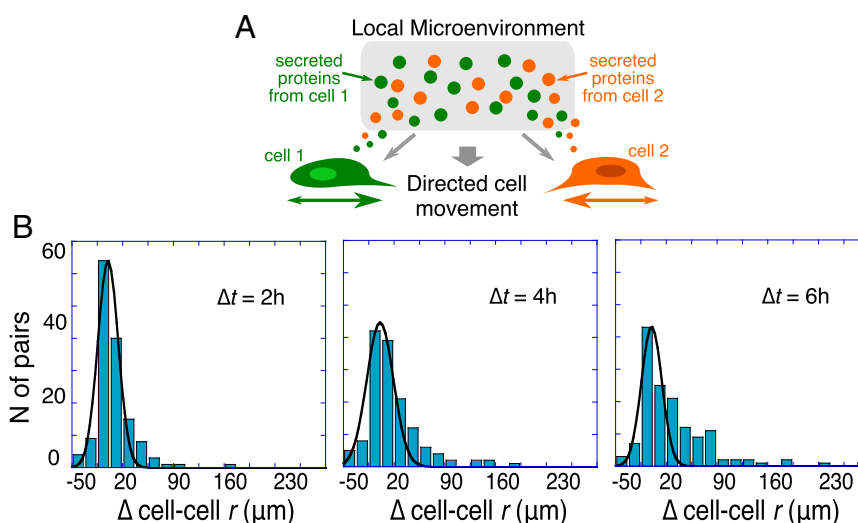 A
Local Microenvironment
secreted
proteins
from cell 1
secreted
proteins
from cell 2
cell 1
cell 2
Directed cell
movement
B
N of pairs
60
40
20
0
Δt = 2h
Δt = 4h
Δt = 6h
-50 20 90 160 230
-50 20 90 160 230
-50 20 90 160 230
Δ cell-cell r (μm)
Δ cell-cell r (μm)
Δ cell-cell r (μm)